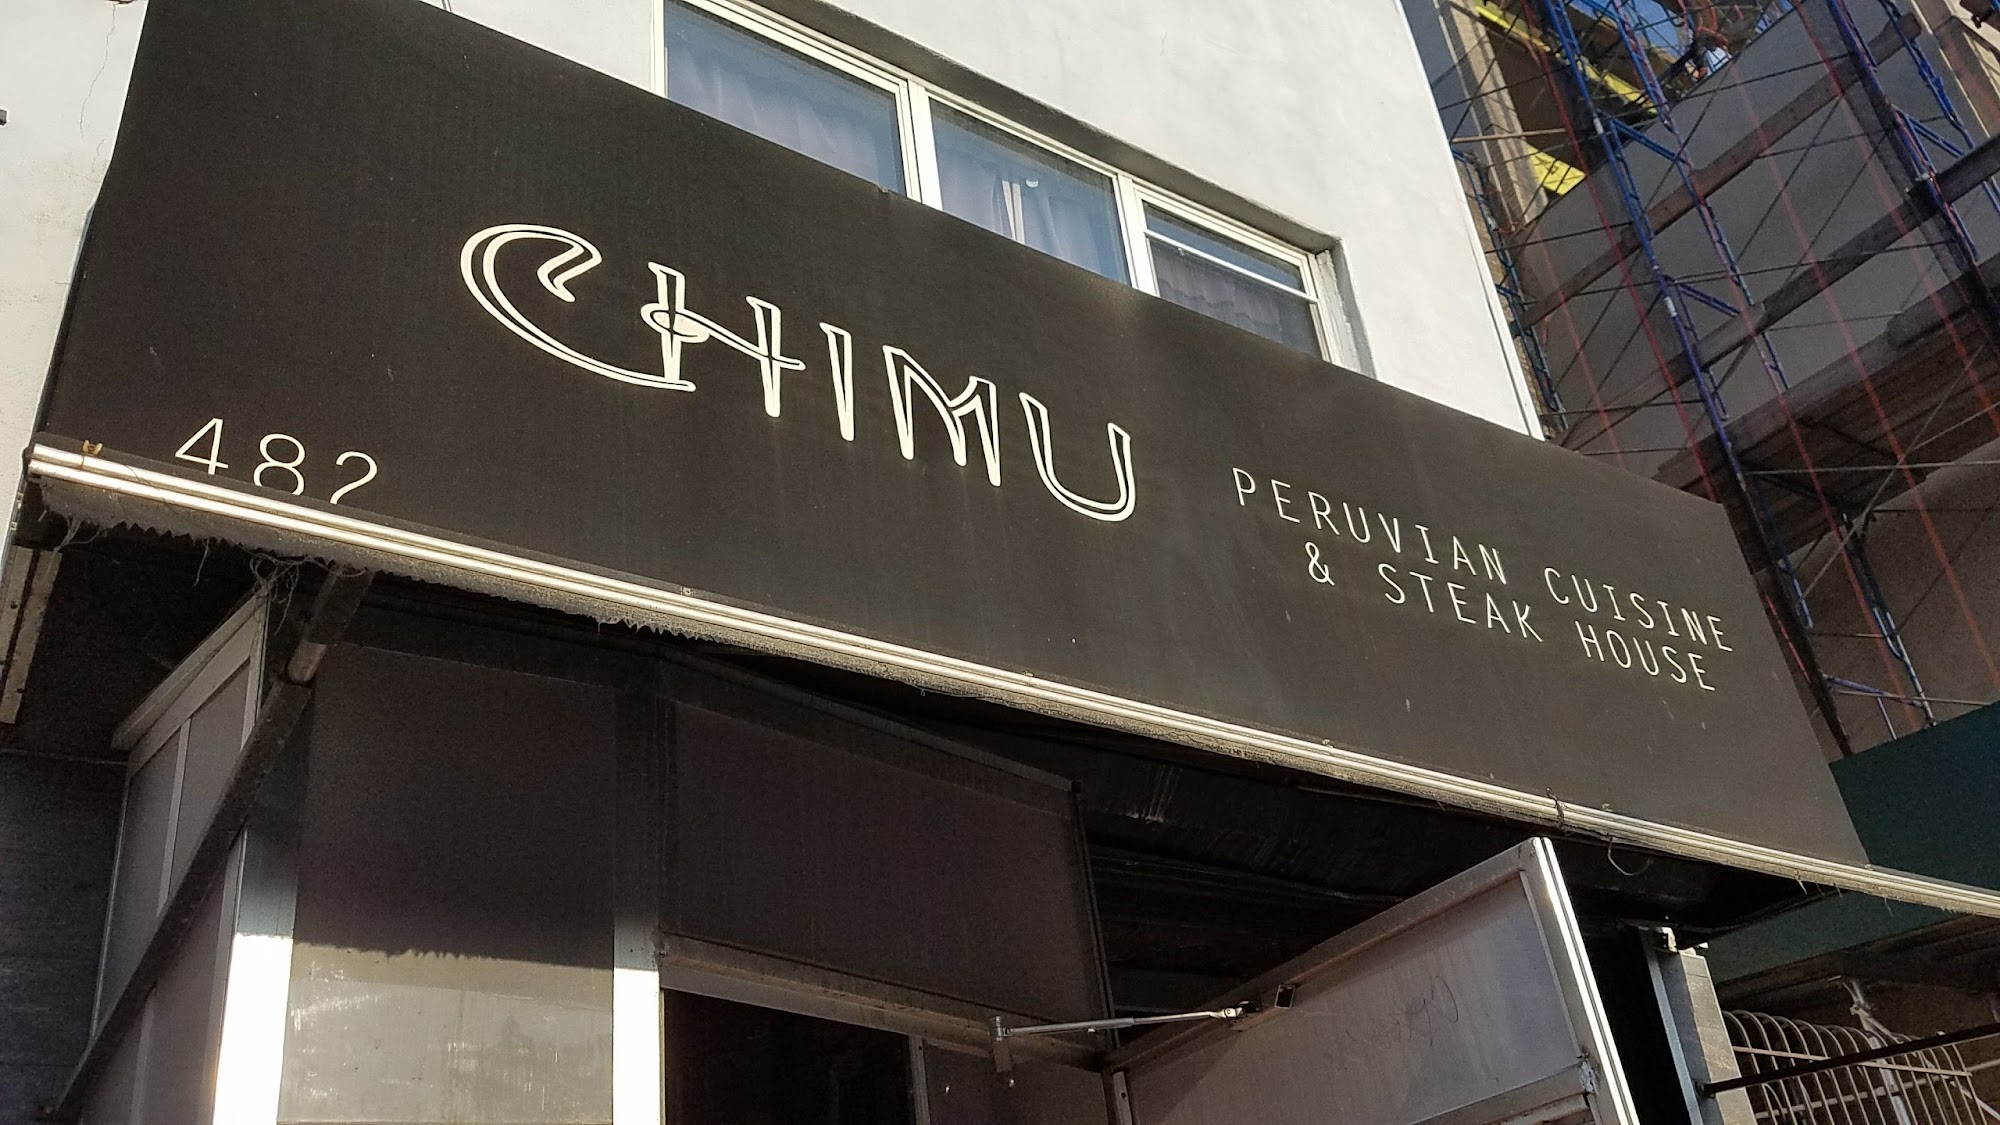 CHIMU
482
PERUVIAN CUISINE
& STEAK HOUSE